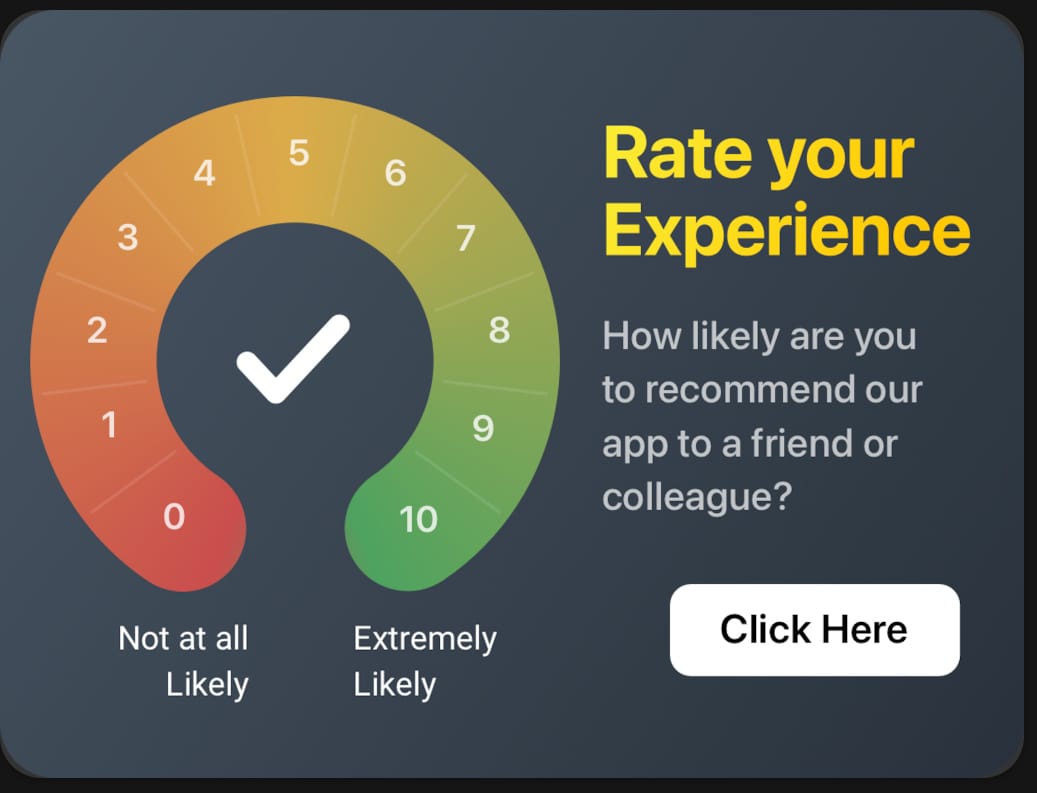 0
1
2
3
4
5
6
7
8
9
10
Not at all
Likely
Extremely
Likely
Rate your
Experience
How likely are you
to recommend our
app to a friend or
colleague?
Click Here